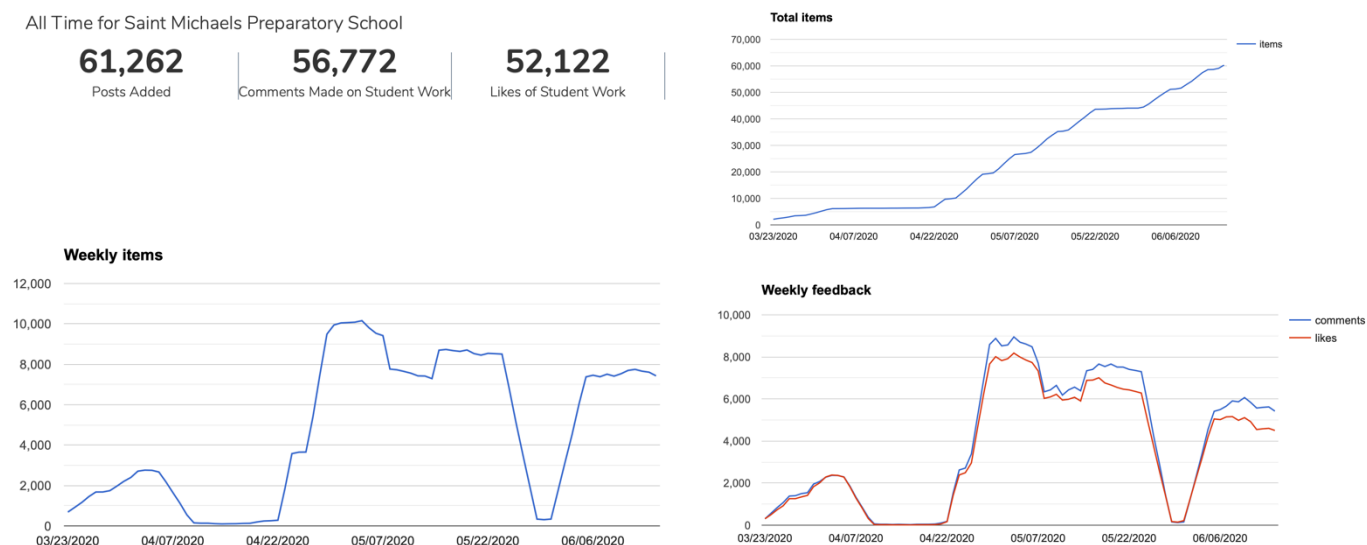 All Time for Saint Michaels Preparatory School
61,262
Posts Added
56,772
Comments Made on Student Work
52,122
Likes of Student Work
Total items
70,000
60,000
50,000
40,000
30,000
20,000
10,000
0
03/23/2020 04/07/2020 04/22/2020 05/07/2020 05/22/2020 06/06/2020
items
Weekly items
12,000
10,000
8,000
6,000
4,000
2,000
0
03/23/2020 04/07/2020 04/22/2020 05/07/2020 05/22/2020 06/06/2020
Weekly feedback
10,000
8,000
6,000
4,000
2,000
0
03/23/2020 04/07/2020 04/22/2020 05/07/2020 05/22/2020 06/06/2020
comments
likes